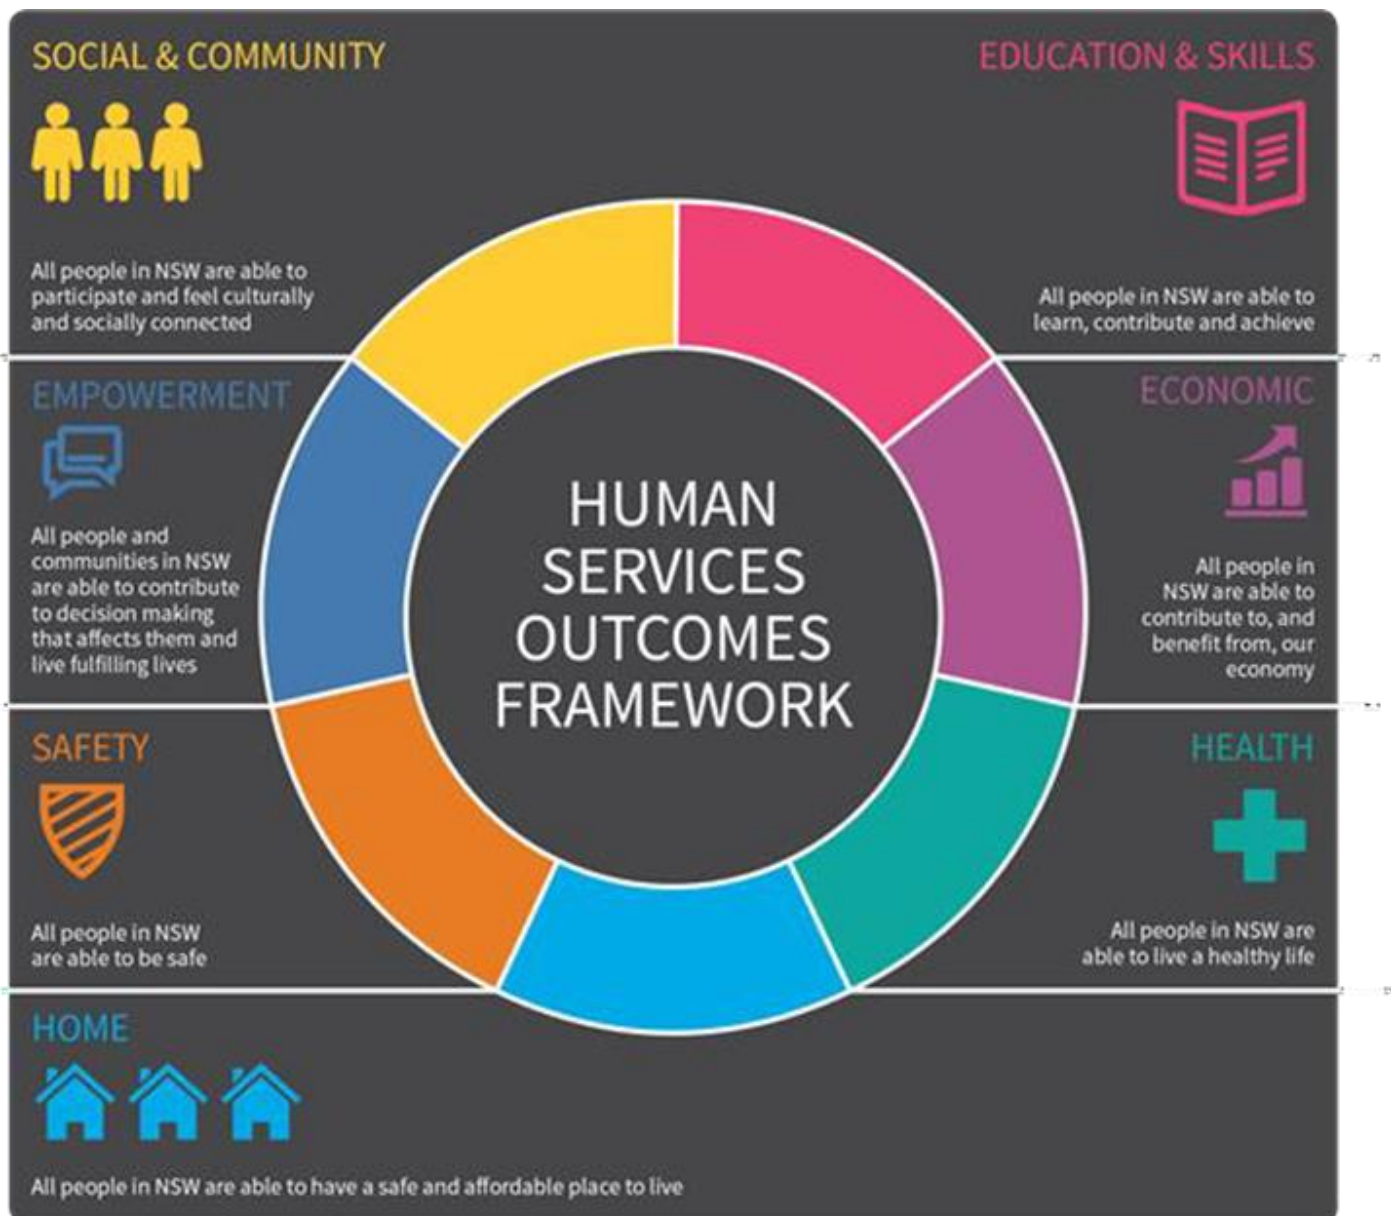 SOCIAL & COMMUNITY
All people in NSW are able to
participate and feel culturally
and socially connected
EDUCATION & SKILLS
All people in NSW are able to
learn, contribute and achieve
EMPOWERMENT
All people and
communities in NSW
are able to contribute
to decision making
that affects them and
live fulfilling lives
HUMAN
SERVICES
OUTCOMES
FRAMEWORK
ECONOMIC
All people in
NSW are able to
contribute to, and
benefit from, our
economy
SAFETY
All people in NSW
are able to be safe
HEALTH
All people in NSW are
able to live a healthy life
HOME
All people in NSW are able to have a safe and affordable place to live